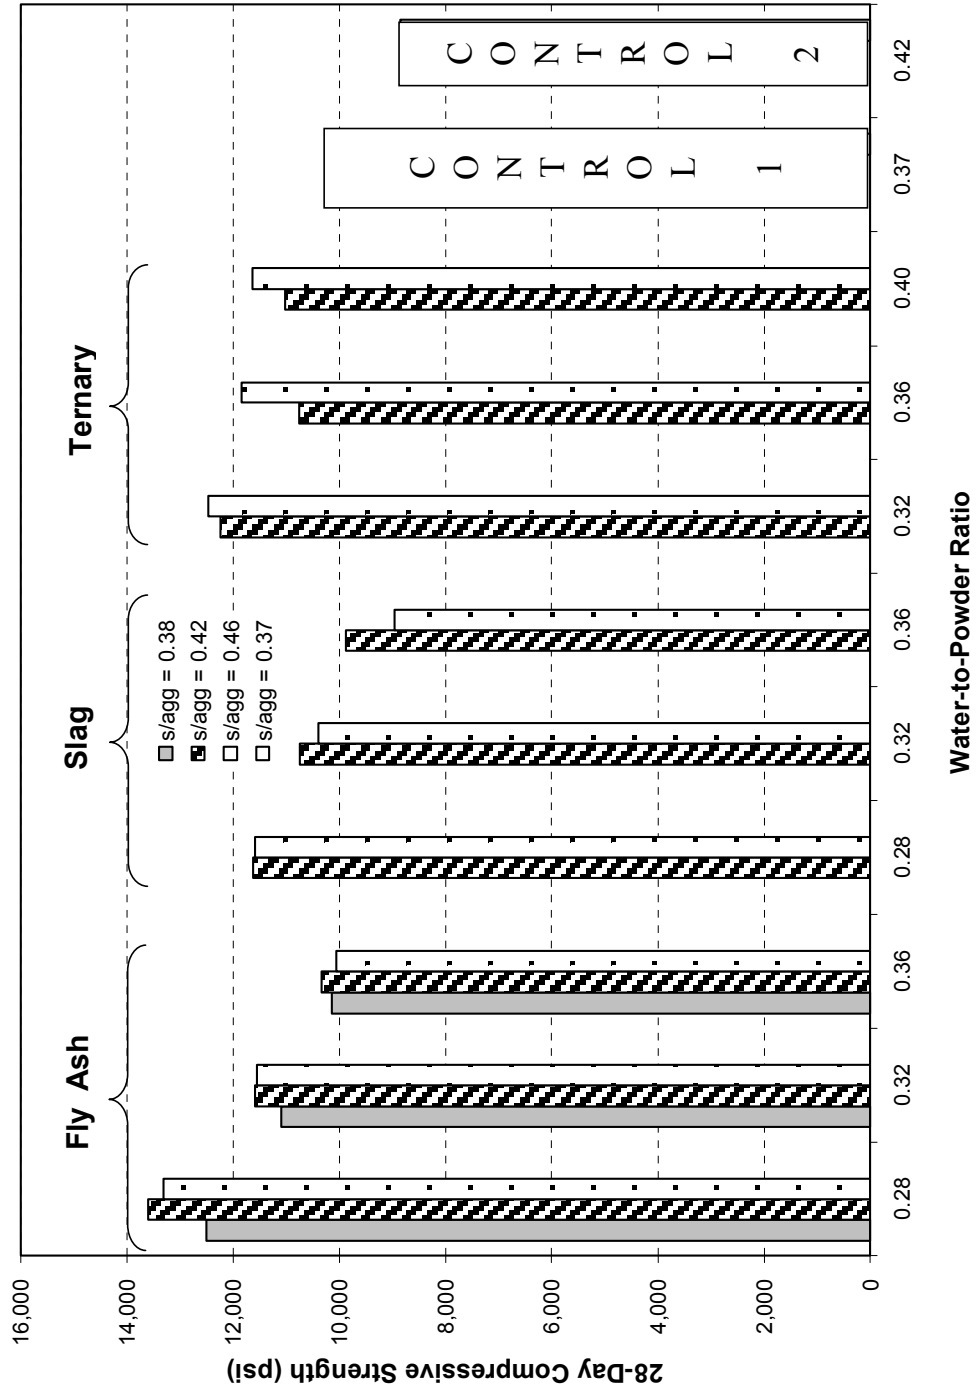 Fly Ash
Slag
Ternary
s/agg = 0.38
s/agg = 0.42
s/agg = 0.46
s/agg = 0.37
28-Day Compressive Strength (psi)
16,000
14,000
12,000
10,000
8,000
6,000
4,000
2,000
0
CONTROL 1
CONTROL 2
0.28
0.32
0.36
0.28
0.32
0.36
0.32
0.36
0.40
0.37
0.42
Water-to-Powder Ratio